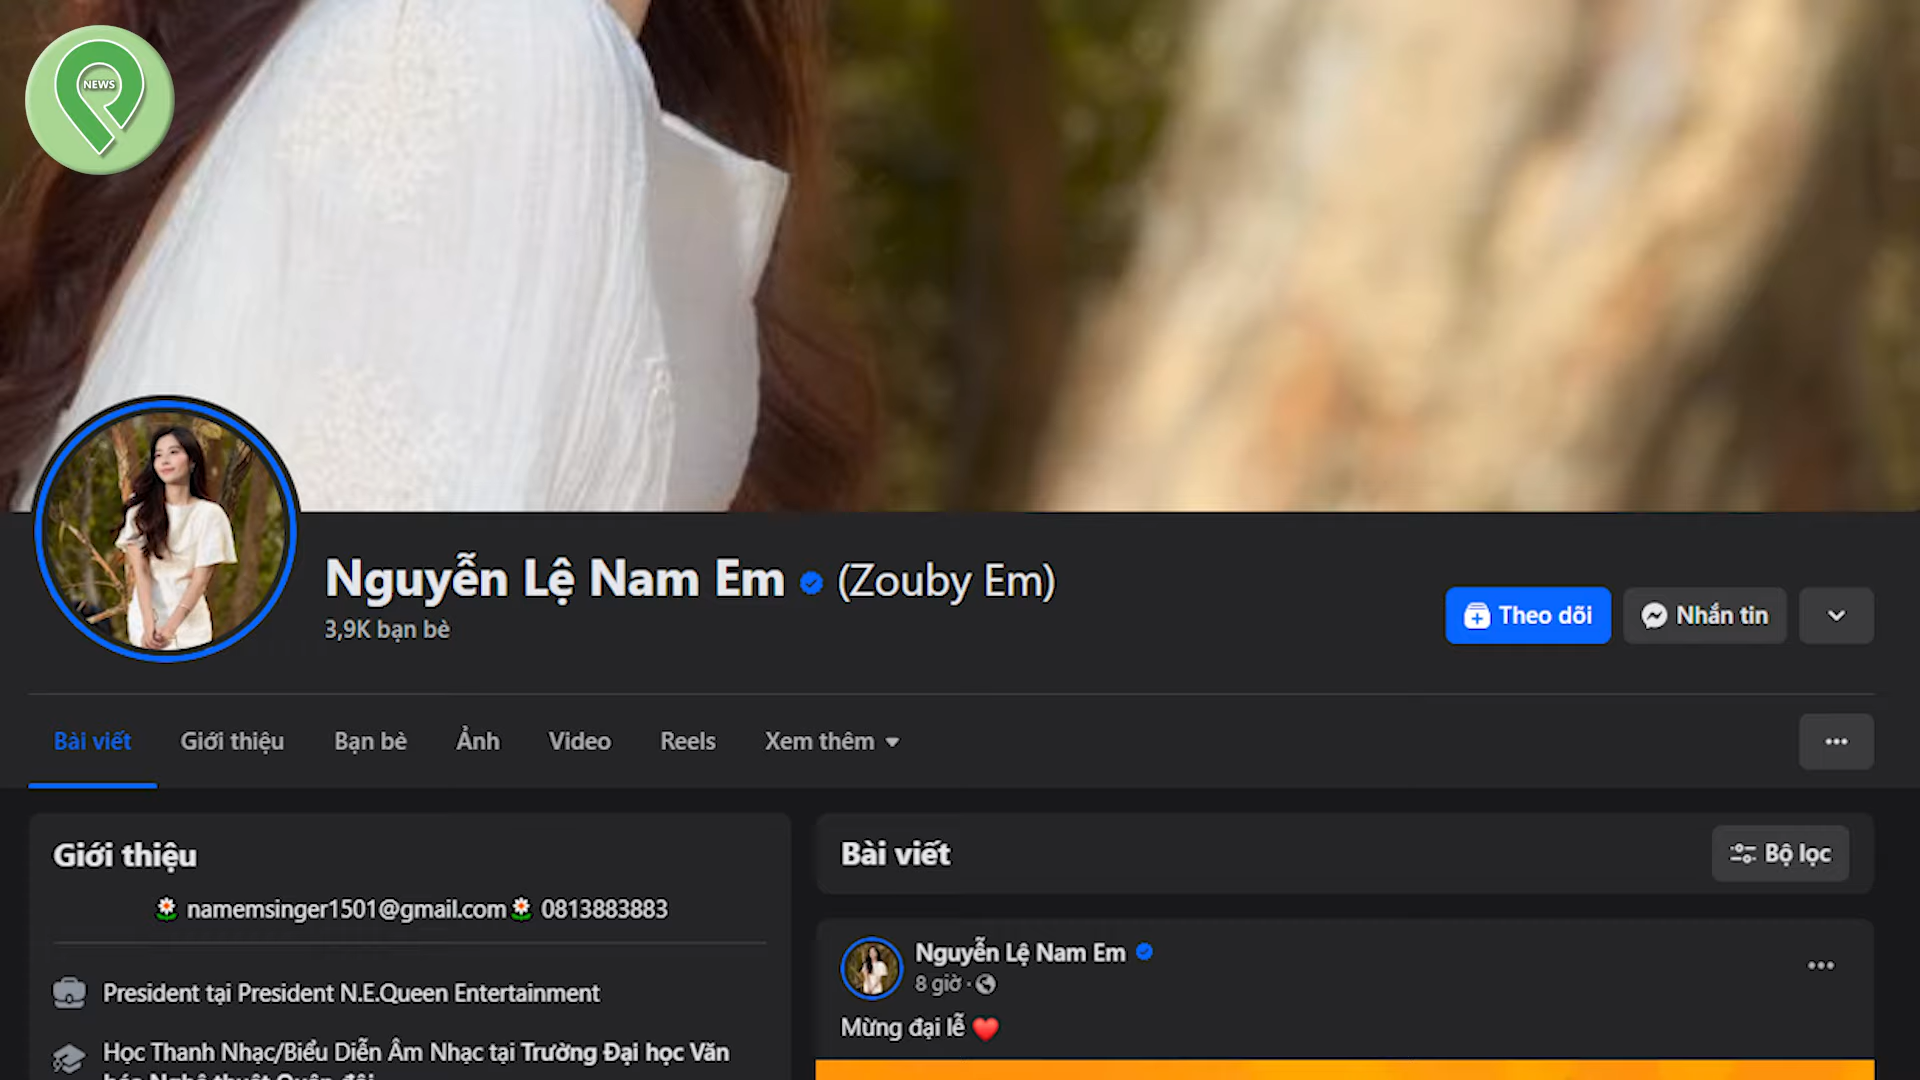 NEWS
Nguyễn Lệ Nam Em (Zouby Em)
3,9K bạn bè
Theo dõi
Nhắn tin
Bài viết
Giới thiệu
Bạn bè
Ảnh
Video
Reels
Xem thêm
Giới thiệu
namemsinger1501@gmail.com 0813883883
President tại President N.E.Queen Entertainment
Học Thanh Nhạc/Biểu Diễn Âm Nhạc tại Trường Đại học Văn
Bài viết
Bộ lọc
Nguyễn Lệ Nam Em
8 giờ ·
Mừng đại lễ ❤️